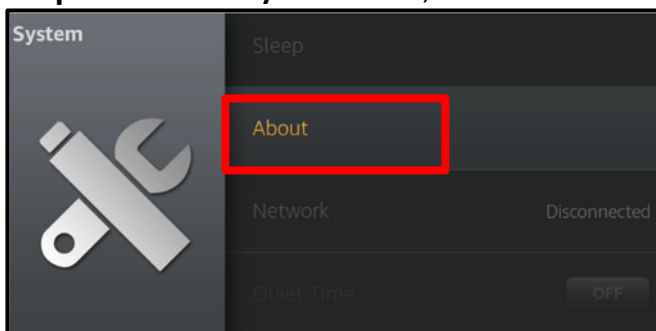 System
Sleep
About
Network Disconnected
Quiet Time OFF